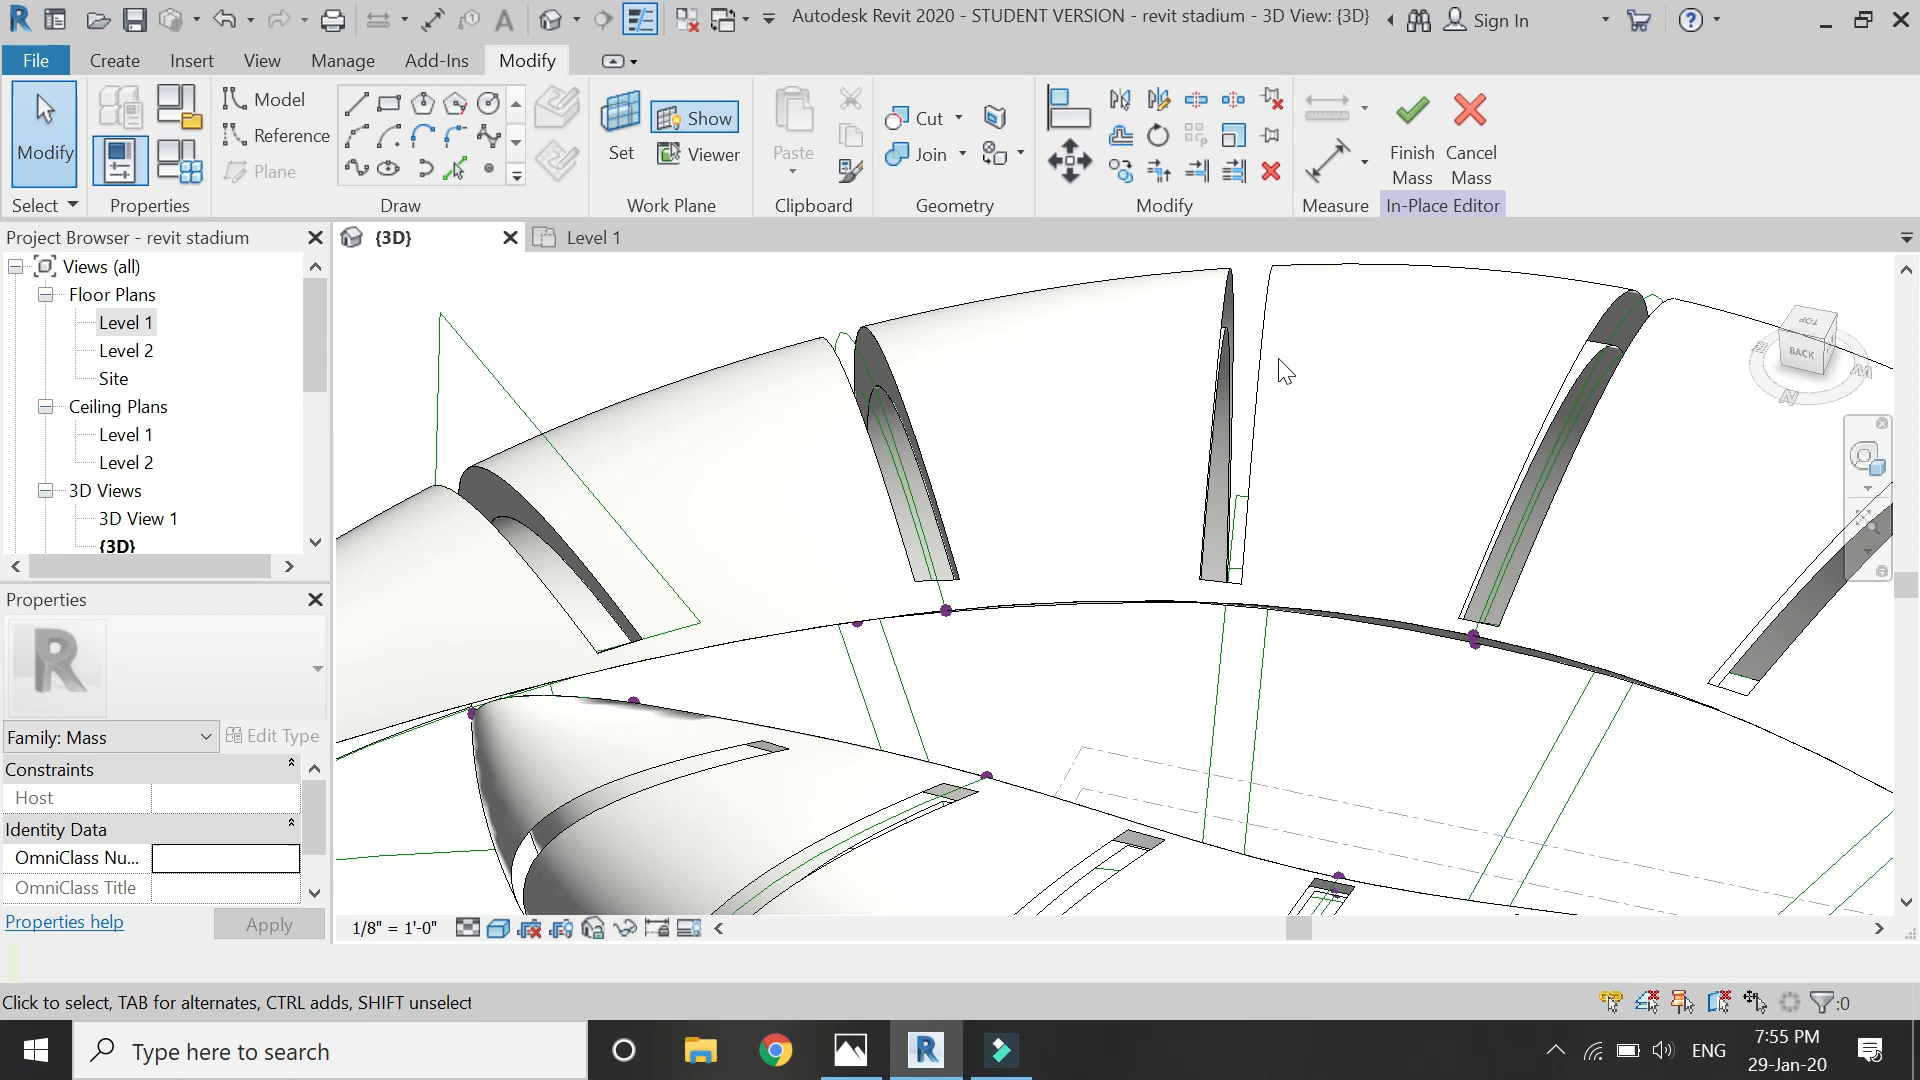 Autodesk Revit 2020 - STUDENT VERSION - revit stadium - 3D View: {3D}
Sign In
File
Create
Insert
View
Manage
Add-Ins
Modify
Modify
Model
Reference
Plane
Set
Show
Viewer
Paste
Cut
Join
Finish
Mass
Cancel
Mass
Select
Properties
Draw
Work Plane
Clipboard
Geometry
Modify
Measure
In-Place Editor
Project Browser - revit stadium
{3D}
Level 1
Views (all)
Floor Plans
Level 1
Level 2
Site
Ceiling Plans
Level 1
Level 2
3D Views
3D View 1
{3D}
TOP
BACK
N
W
Properties
R
Family: Mass
Edit Type
Constraints
Host
Identity Data
OmniClass Nu...
OmniClass Title
Properties help
Apply
1/8" = 1'-0"
Click to select, TAB for alternates, CTRL adds, SHIFT unselect
:0
Type here to search
ENG
7:55 PM
29-Jan-20